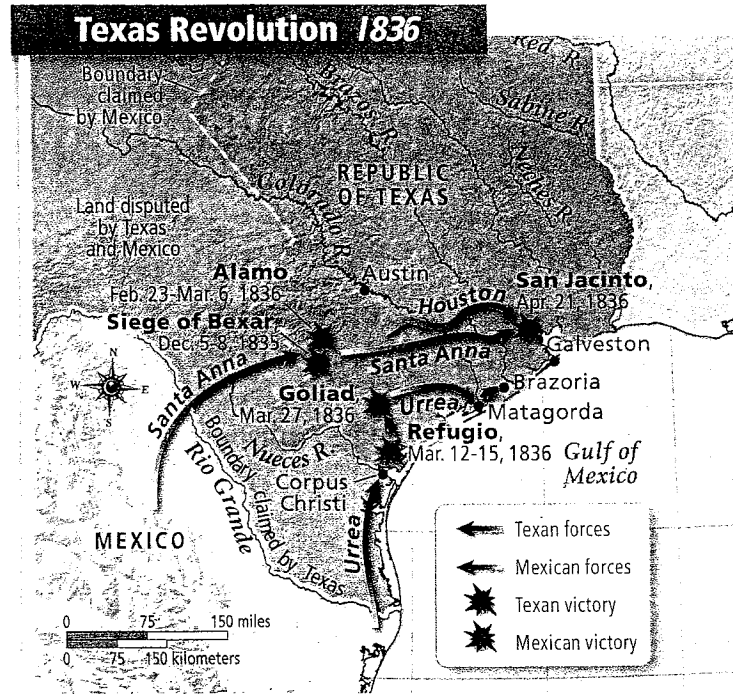 Texas Revolution 1836
Red R.
Boundary
claimed
by Mexico
Brazos R.
Sabine R.
Neches R.
REPUBLIC
OF TEXAS
Colorado R.
Land disputed
by Texas
and Mexico
Alamo
Feb. 23-Mar. 6, 1836
Austin
San Jacinto,
Apr. 21, 1836
Houston
Siege of Bexar
Dec. 5-8, 1835
Santa Anna
Santa Anna
Galveston
N
W E
S
Goliad,
Mar. 27, 1836
Urrea
Brazoria
Matagorda
Refugio,
Mar. 12-15, 1836
Gulf of
Mexico
Nueces R.
Corpus
Christi
Rio Grande
Boundary claimed by Texas
Urrea
MEXICO
Texan forces
Mexican forces
Texan victory
Mexican victory
0 75 150 miles
0 75 150 kilometers